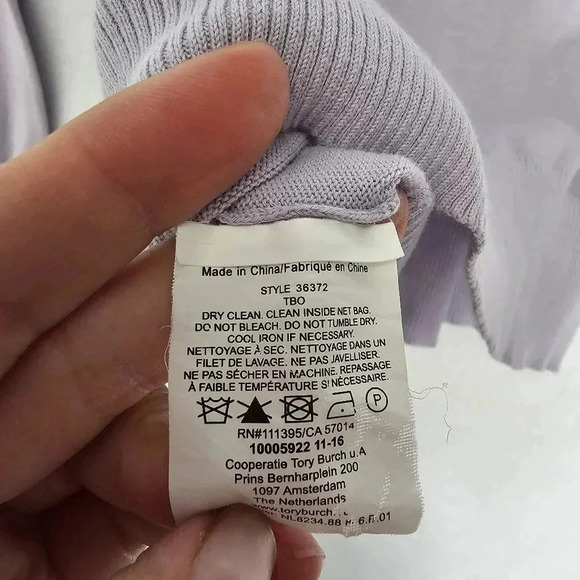 Made in China/Fabriqué en Chine
STYLE 36372
TBO
DRY CLEAN. CLEAN INSIDE NET BAG.
DO NOT BLEACH. DO NOT TUMBLE DRY.
COOL IRON IF NECESSARY.
NETTOYAGE À SEC. NETTOYAGE DANS UN
FILET DE LAVAGE. NE PAS JAVELLISER.
NE PAS SÉCHER EN MACHINE. REPASSAGE
À FAIBLE TEMPÉRATURE SI NÉCESSAIRE.
P
RN#111395/CA 57014
10005922 11-16
Cooperatie Tory Burch u.A
Prins Bernharplein 200
1097 Amsterdam
The Netherlands
www.toryburch.